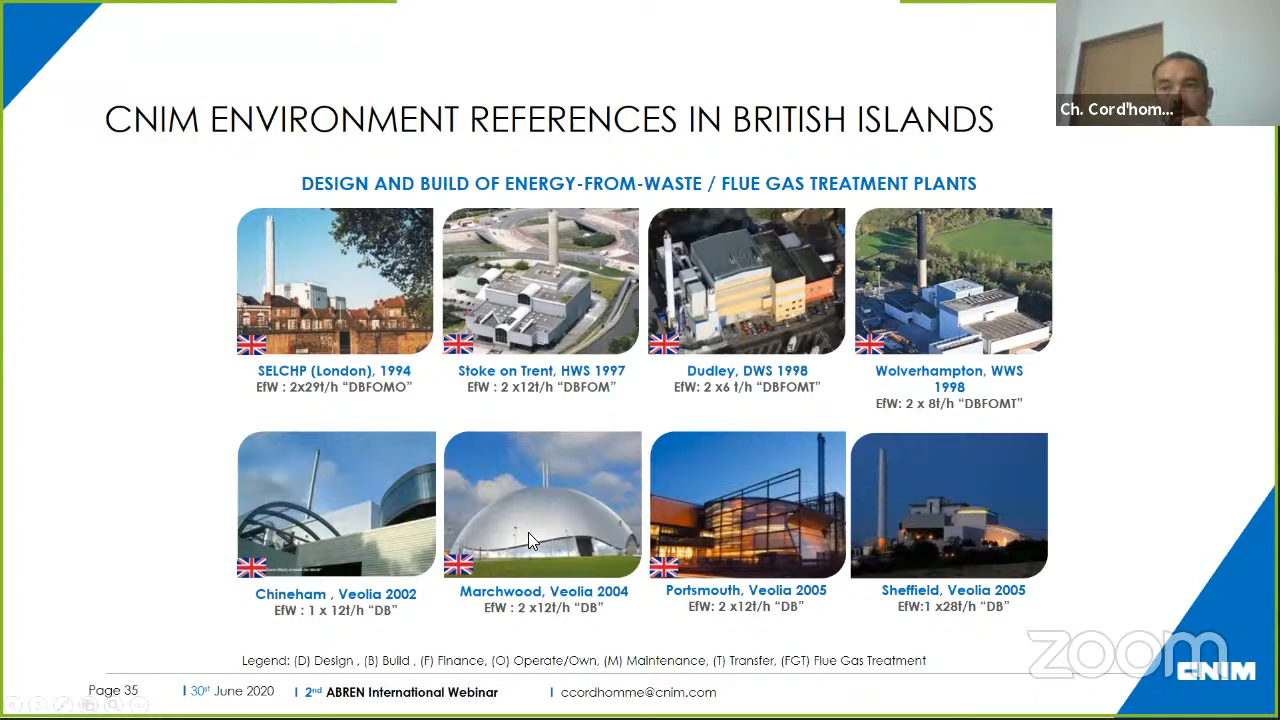 Ch. Cord'hom...
CNIM ENVIRONMENT REFERENCES IN BRITISH ISLANDS
DESIGN AND BUILD OF ENERGY-FROM-WASTE / FLUE GAS TREATMENT PLANTS
SELCHP (London), 1994
EfW : 2x29t/h “DBFOMO”
Stoke on Trent, HWS 1997
EfW : 2 x12t/h “DBFOM”
Dudley, DWS 1998
EfW: 2 x6 t/h “DBFOMT”
Wolverhampton, WWS
1998
EfW: 2 x 8t/h “DBFOMT”
Chineham , Veolia 2002
EfW : 1 x 12t/h “DB”
Marchwood, Veolia 2004
EfW : 2 x12t/h “DB”
Portsmouth, Veolia 2005
EfW: 2 x12t/h “DB”
Sheffield, Veolia 2005
EfW:1 x28t/h “DB”
Legend: (D) Design , (B) Build , (F) Finance, (O) Operate/Own, (M) Maintenance, (T) Transfer, (FGT) Flue Gas Treatment
zoom
CNIM
Page 35
30st June 2020
2nd ABREN International Webinar
ccordhomme@cnim.com